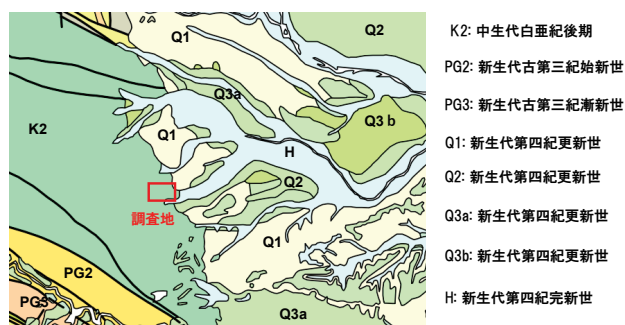 Q1
Q2
Q3a
Q3 b
K2
Q1
H
Q2
調査地
Q1
PG2
PG3
Q3a
K2: 中生代白亜紀後期
PG2: 新生代古第三紀始新世
PG3: 新生代古第三紀漸新世
Q1: 新生代第四紀更新世
Q2: 新生代第四紀更新世
Q3a: 新生代第四紀更新世
Q3b: 新生代第四紀更新世
H: 新生代第四紀完新世